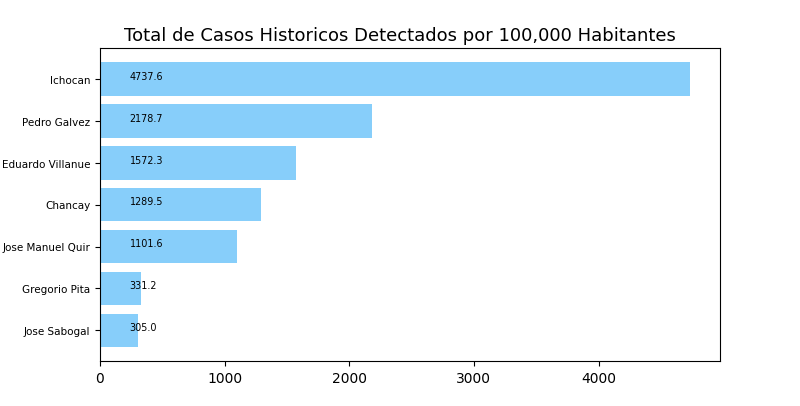 Total de Casos Historicos Detectados por 100,000 Habitantes
Ichocan 4737.6
Pedro Galvez 2178.7
Eduardo Villanue 1572.3
Chancay 1289.5
Jose Manuel Quir 1101.6
Gregorio Pita 331.2
Jose Sabogal 305.0
0 1000 2000 3000 4000